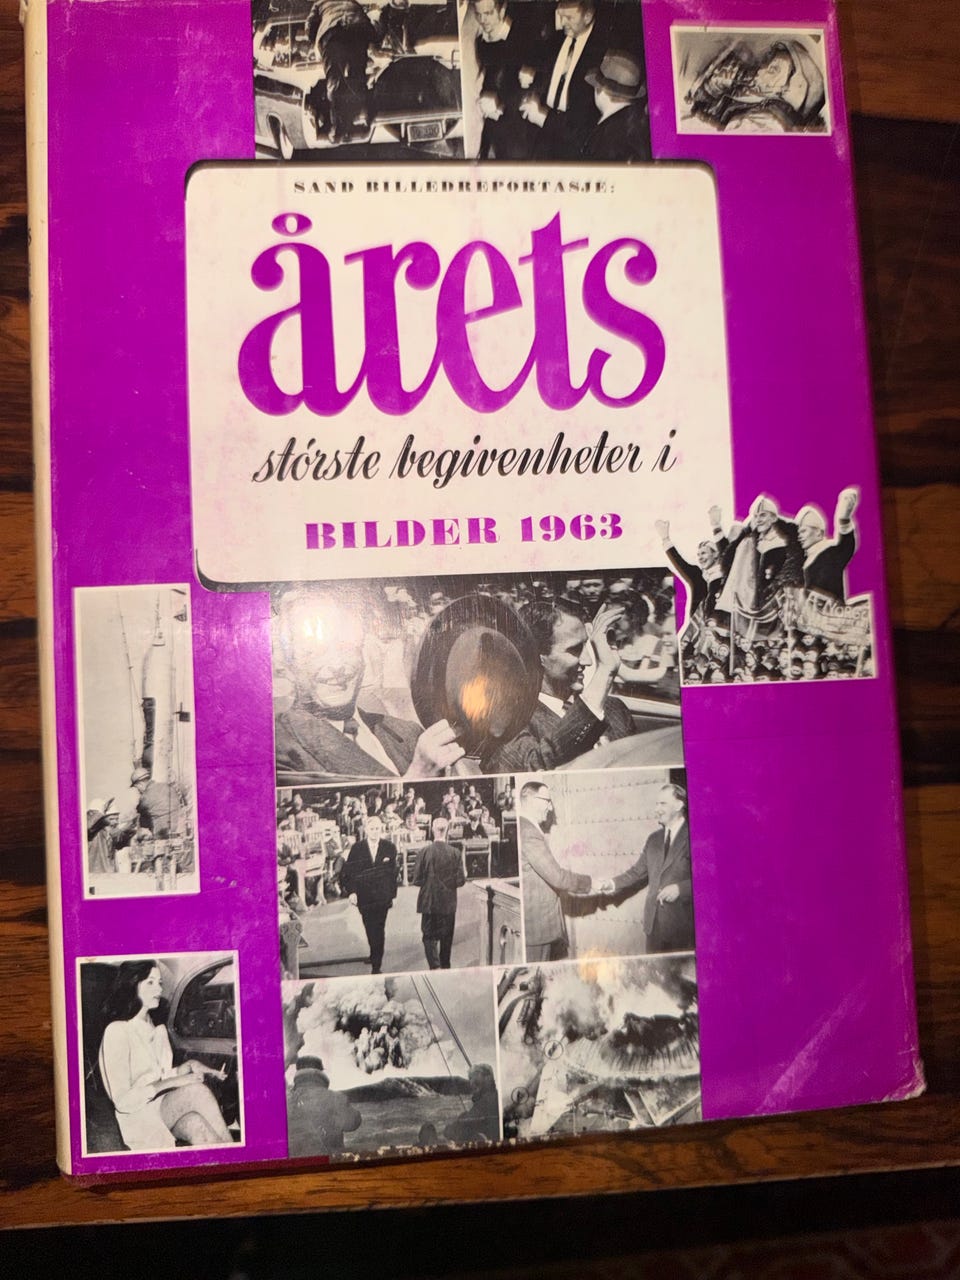 SAND BILLEDREPORTASJE:
årets
største begivenheter i
BILDER 1963